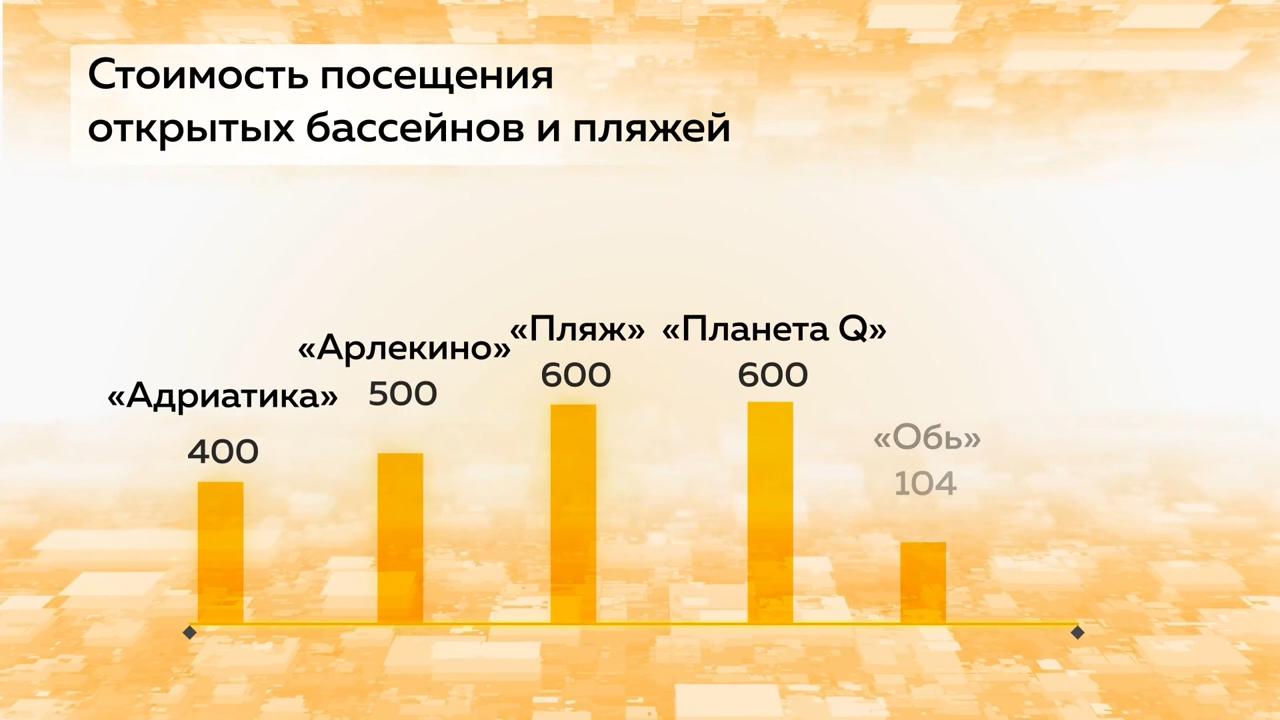 Стоимость посещения
открытых бассейнов и пляжей
«Адриатика»
400
«Арлекино»
500
«Пляж»
600
«Планета Q»
600
«Обь»
104